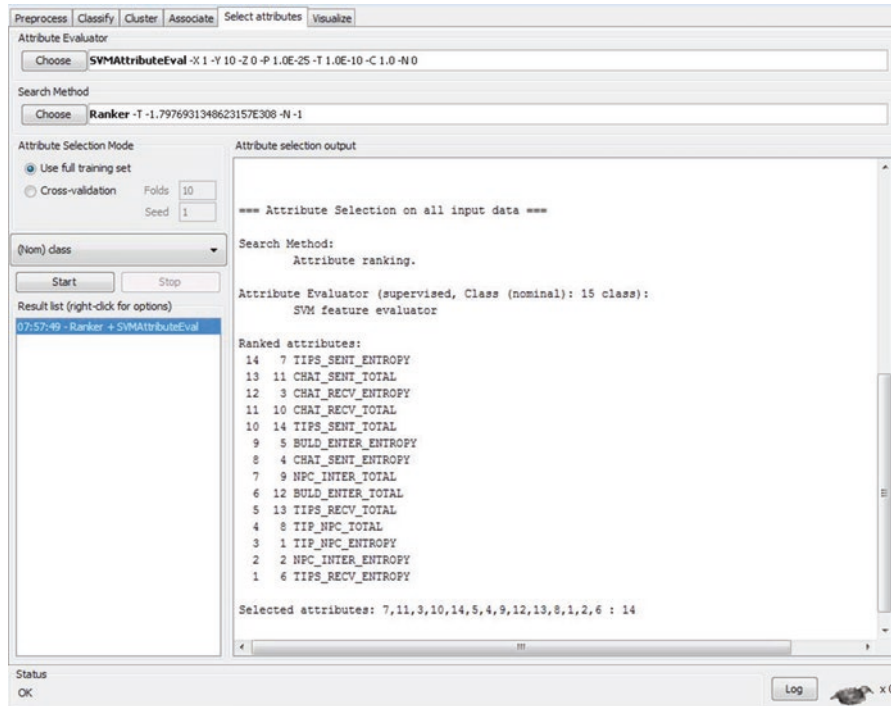 Preprocess Classify Cluster Associate Select attributes Visualize
Attribute Evaluator
Choose SVMAttributeEval -X 1 -Y 10 -Z 0 -P 1.0E-25 -T 1.0E-10 -C 1.0 -N 0
Search Method
Choose Ranker -T -1.7976931348623157E308 -N -1
Attribute Selection Mode
Use full training set
Cross-validation Folds 10
Seed 1
(Nom) class
Start Stop
Result list (right-click for options)
07:57:49 - Ranker + SVMAttributeEval
Attribute selection output
=== Attribute Selection on all input data ===
Search Method:
Attribute ranking.
Attribute Evaluator (supervised, Class (nominal): 15 class):
SVM feature evaluator
Ranked attributes:
14 7 TIPS_SENT_ENTROPY
13 11 CHAT_SENT_TOTAL
12 3 CHAT_RECV_ENTROPY
11 10 CHAT_RECV_TOTAL
10 14 TIPS_SENT_TOTAL
9 5 BULD_ENTER_ENTROPY
8 4 CHAT_SENT_ENTROPY
7 9 NPC_INTER_TOTAL
6 12 BULD_ENTER_TOTAL
5 13 TIPS_RECV_TOTAL
4 8 TIP_NPC_TOTAL
3 1 TIP_NPC_ENTROPY
2 2 NPC_INTER_ENTROPY
1 6 TIPS_RECV_ENTROPY
Selected attributes: 7,11,3,10,14,5,4,9,12,13,8,1,2,6 : 14
Status
OK
Log